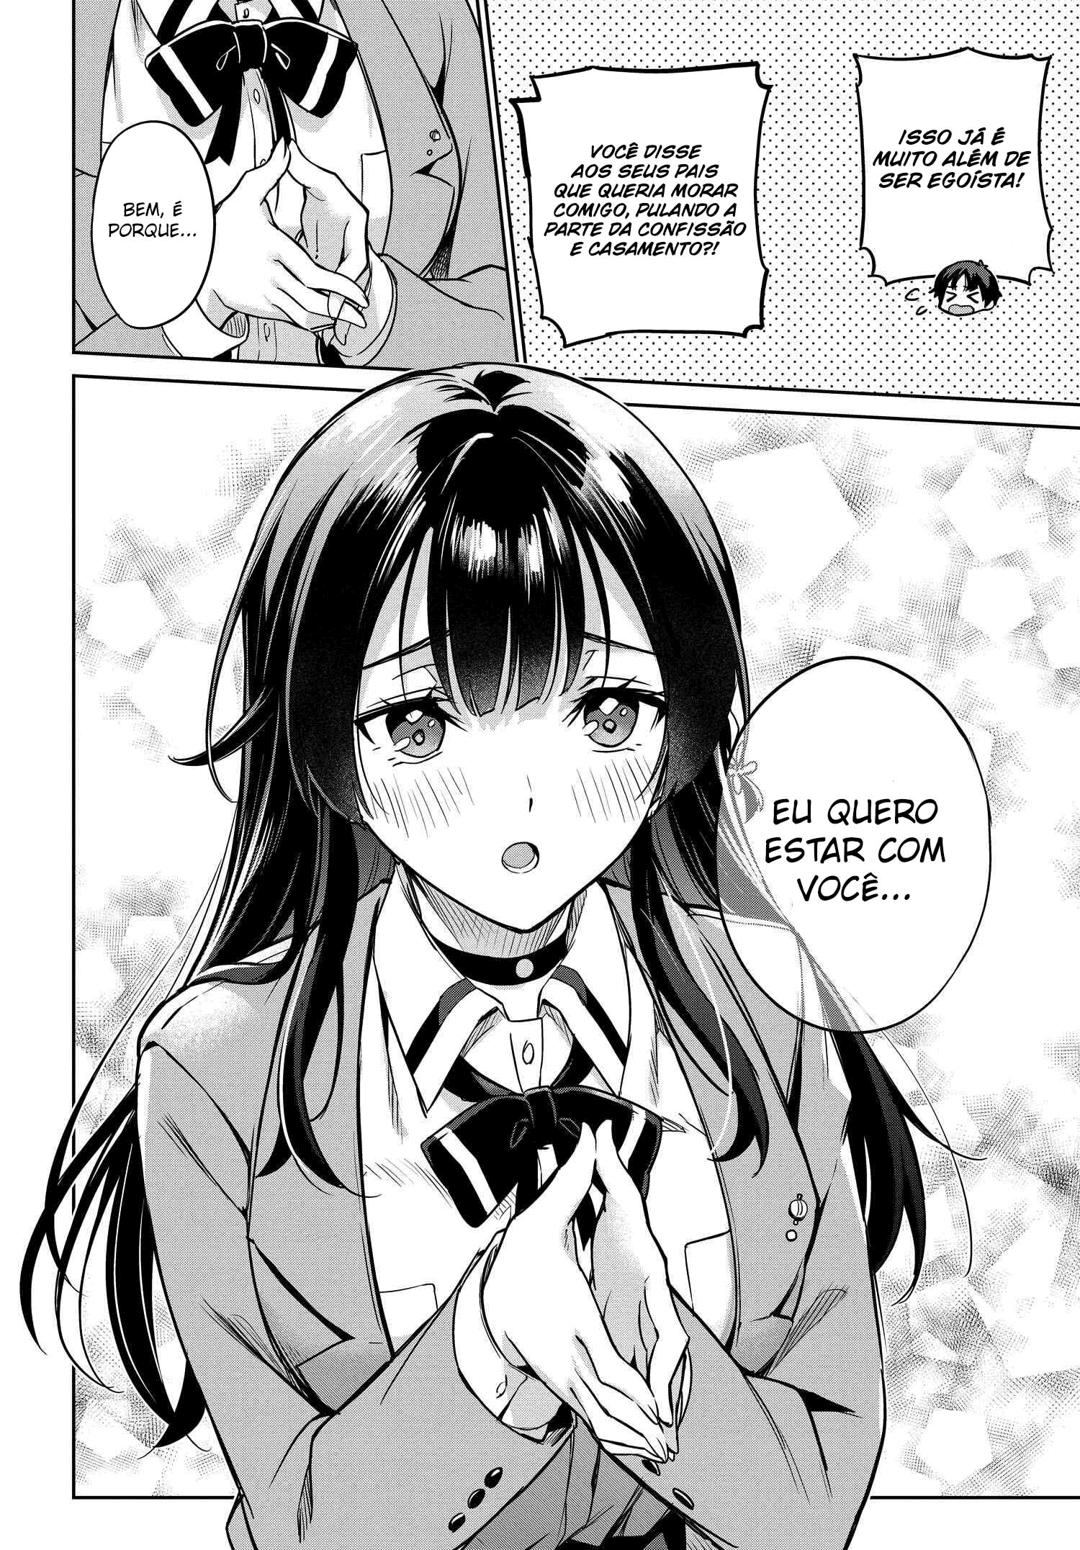 ISSO JÁ É
MUITO ALÉM DE
SER EGOÍSTA!
VOCÊ DISSE
AOS SEUS PAIS
QUE QUERIA MORAR
COMIGO, PULANDO A
PARTE DA CONFISSÃO
E CASAMENTO?!
BEM, É
PORQUE...
EU QUERO
ESTAR COM
VOCÊ...